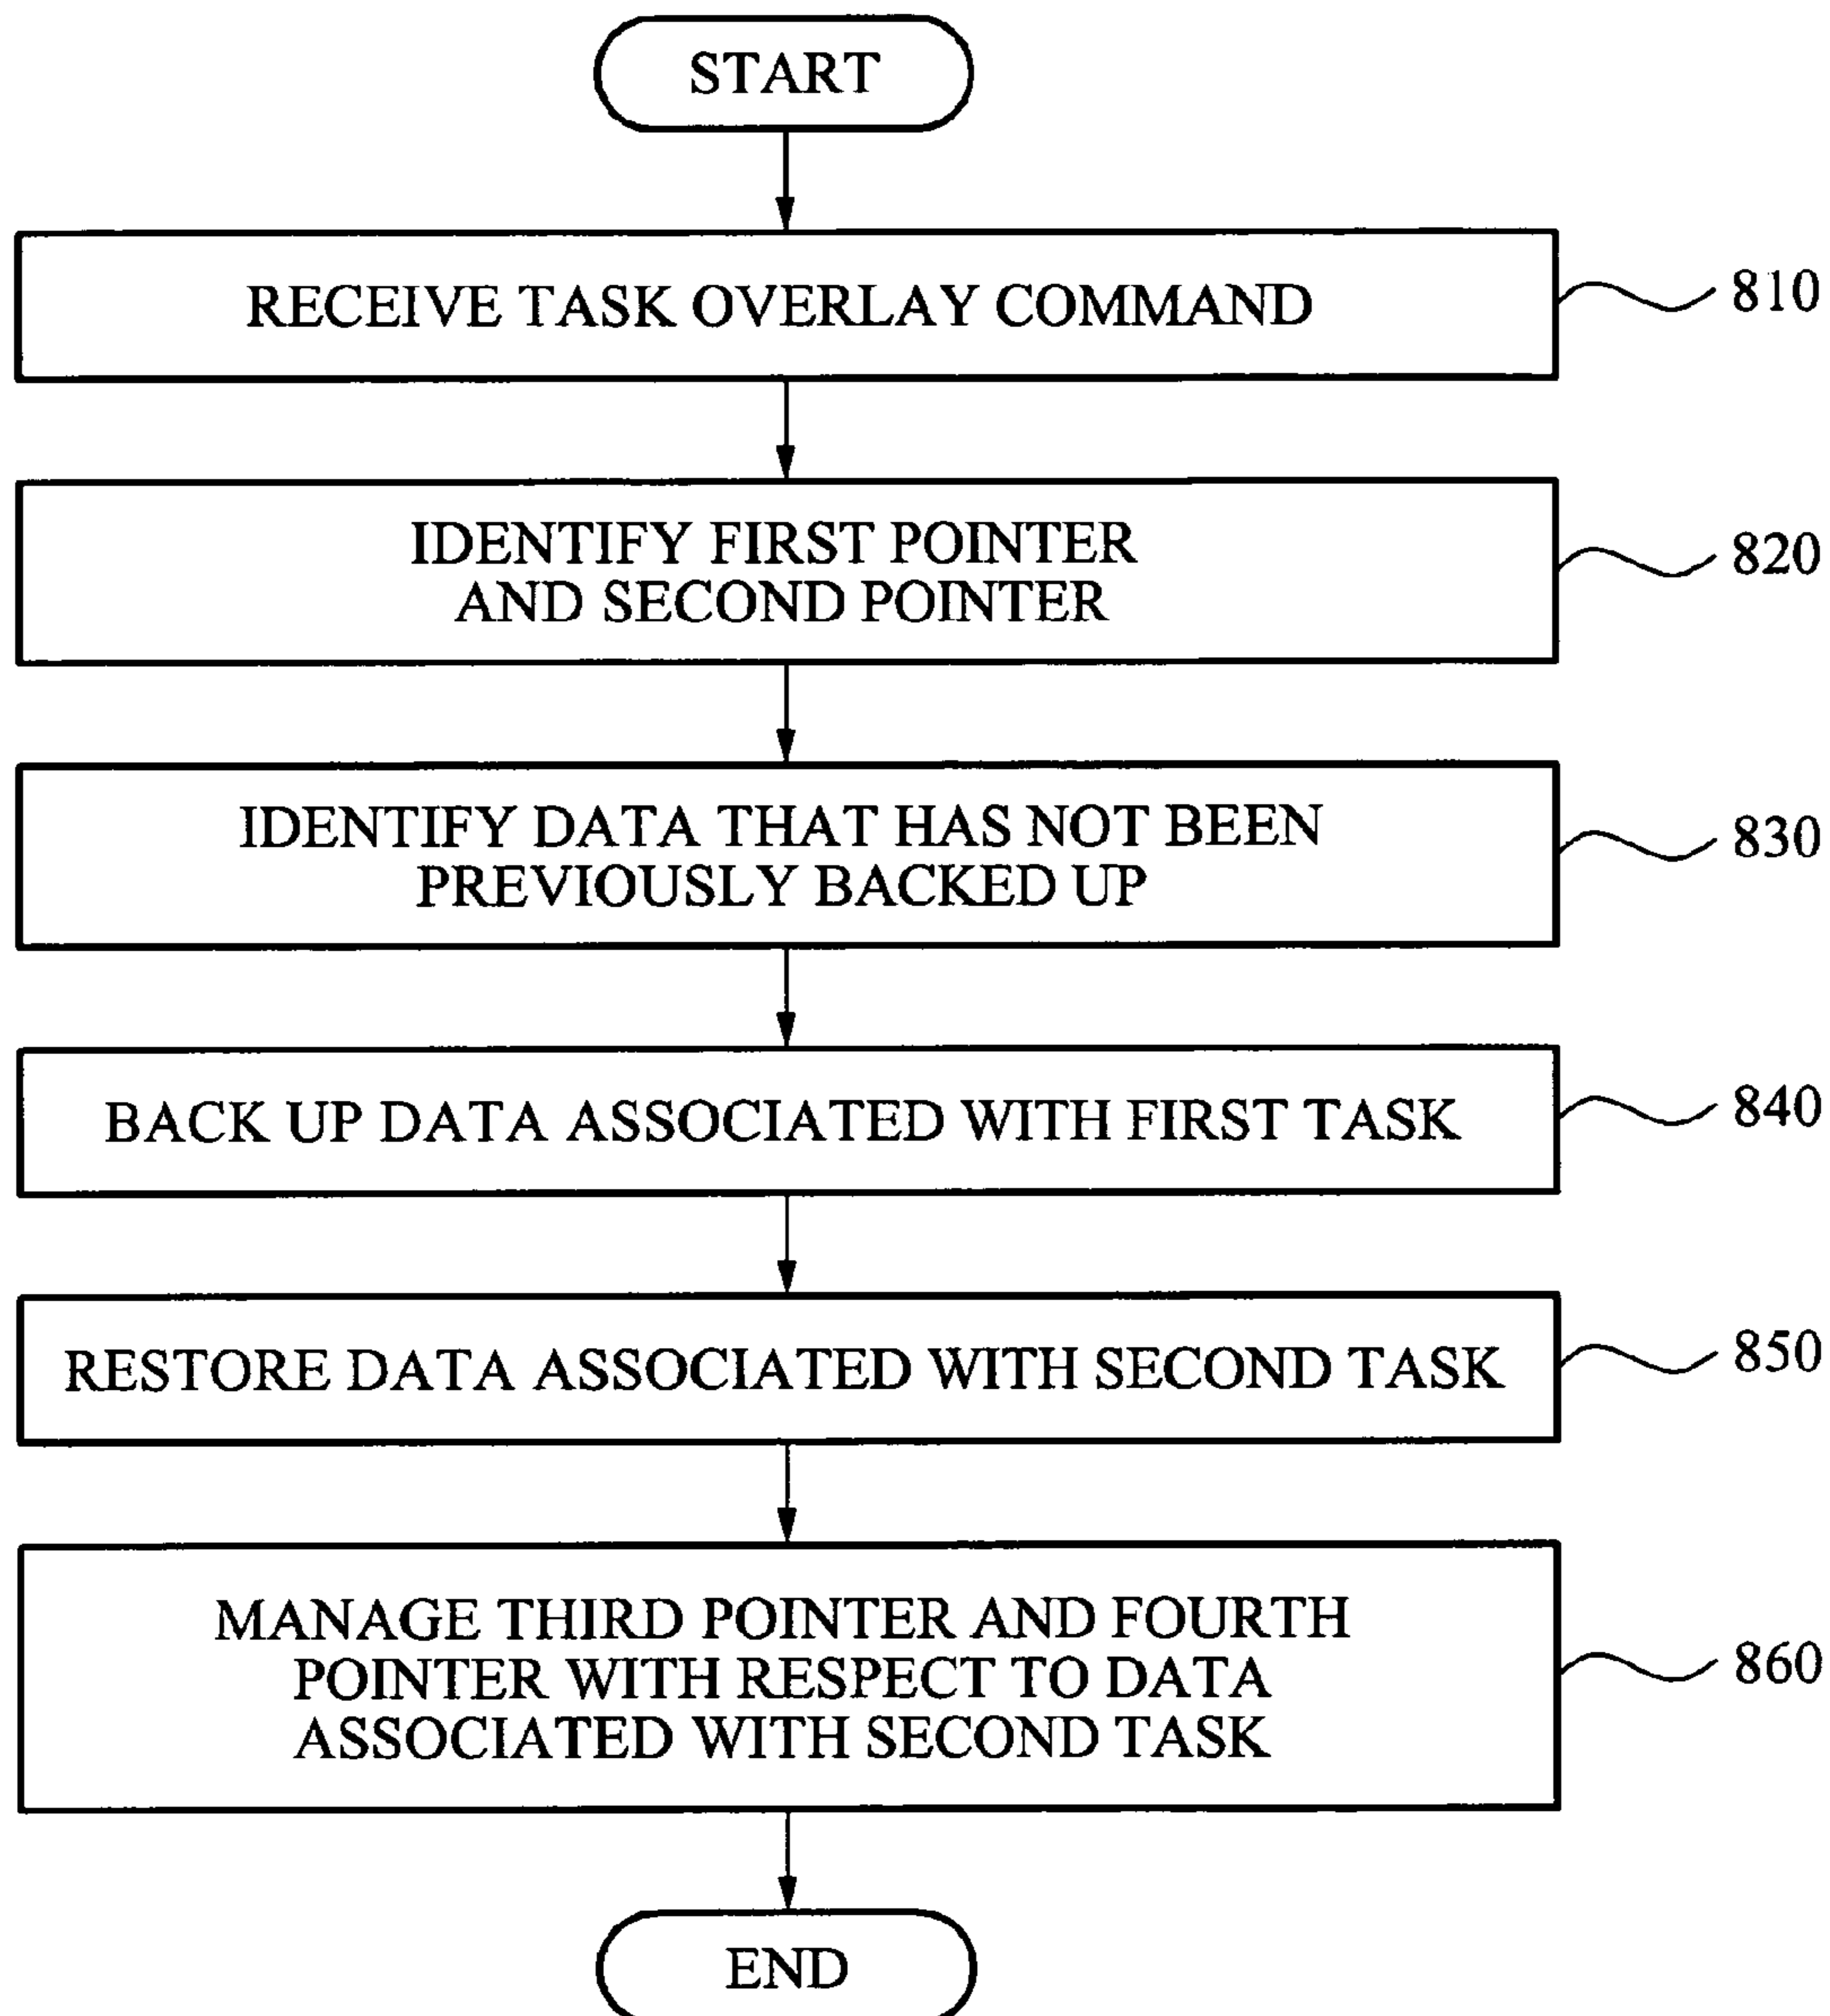 START
RECEIVE TASK OVERLAY COMMAND
810
IDENTIFY FIRST POINTER
AND SECOND POINTER
820
IDENTIFY DATA THAT HAS NOT BEEN
PREVIOUSLY BACKED UP
830
BACK UP DATA ASSOCIATED WITH FIRST TASK
840
RESTORE DATA ASSOCIATED WITH SECOND TASK
850
MANAGE THIRD POINTER AND FOURTH
POINTER WITH RESPECT TO DATA
ASSOCIATED WITH SECOND TASK
860
END